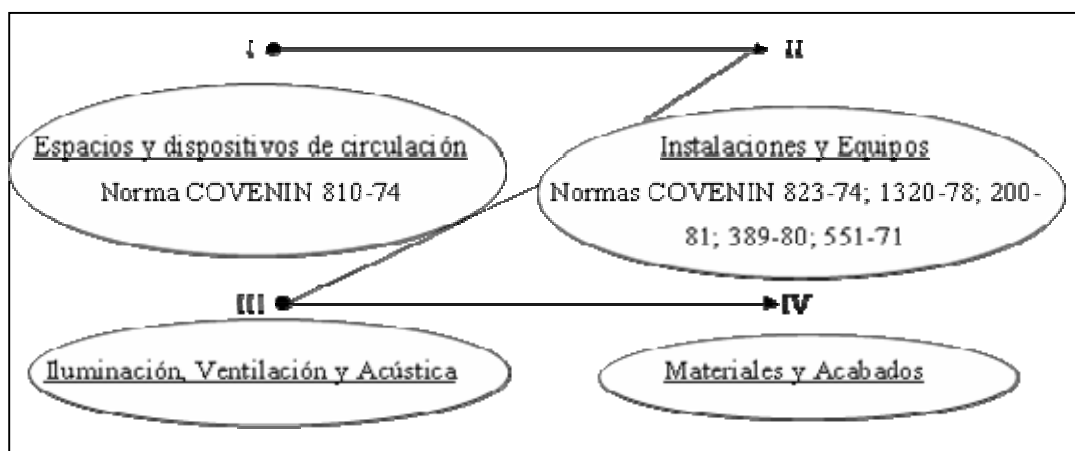 I
II
Espacios y dispositivos de circulación
Norma COVENIN 810-74
Instalaciones y Equipos
Normas COVENIN 823-74; 1320-78; 200-
81; 389-80; 551-71
III
IV
Iluminación, Ventilación y Acústica
Materiales y Acabados